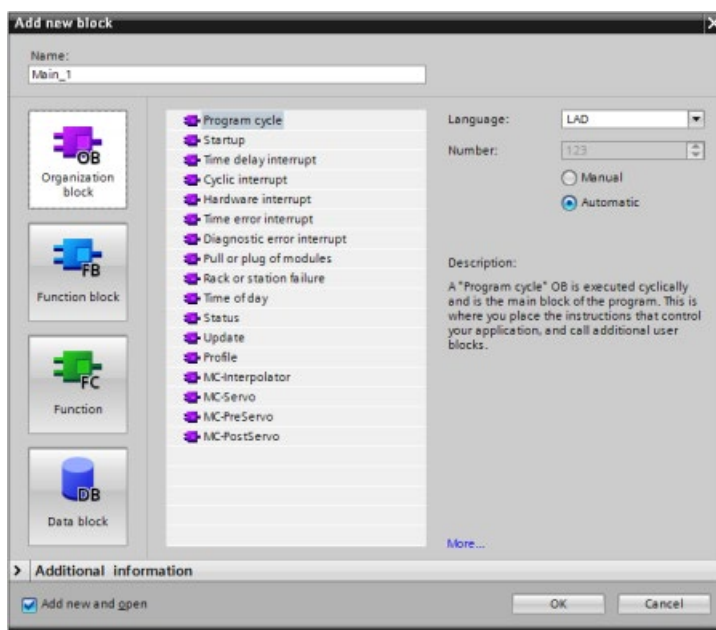 Add new block
Name:
Main_1
OB
Organization
block
FB
Function block
FC
Function
DB
Data block
Program cycle
Startup
Time delay interrupt
Cyclic interrupt
Hardware interrupt
Time error interrupt
Diagnostic error interrupt
Pull or plug of modules
Rack or station failure
Time of day
Status
Update
Profile
MC-Interpolator
MC-Servo
MC-PreServo
MC-PostServo
Language:
LAD
Number:
123
Manual
Automatic
Description:
A "Program cycle" OB is executed cyclically
and is the main block of the program. This is
where you place the instructions that control
your application, and call additional user
blocks.
More...
Additional information
Add new and open
OK
Cancel